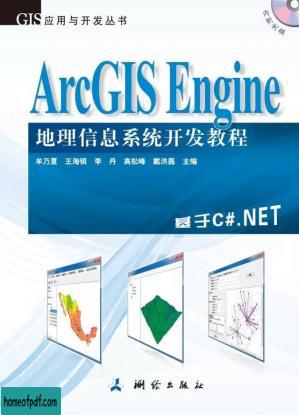 GIS应用与开发丛书
ArcGIS Engine
地理信息系统开发教程
牟乃夏 王海银 李丹 高松峰 戴洪磊 主编
基于C#.NET
测绘出版社
homeofpdf.com